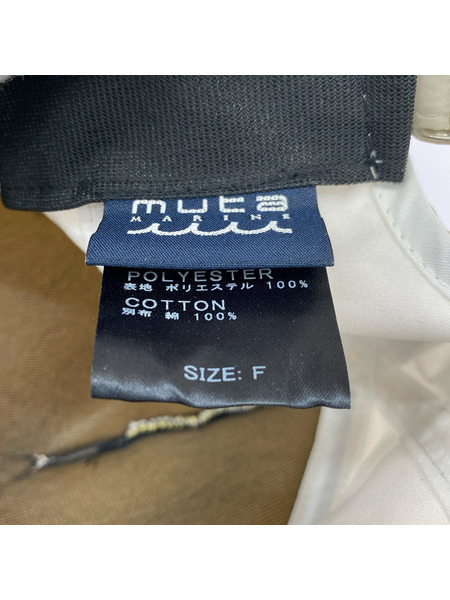 muta
MARINE
POLYESTER
表地 ポリエステル 100%
COTTON
別布 綿 100%
SIZE: F